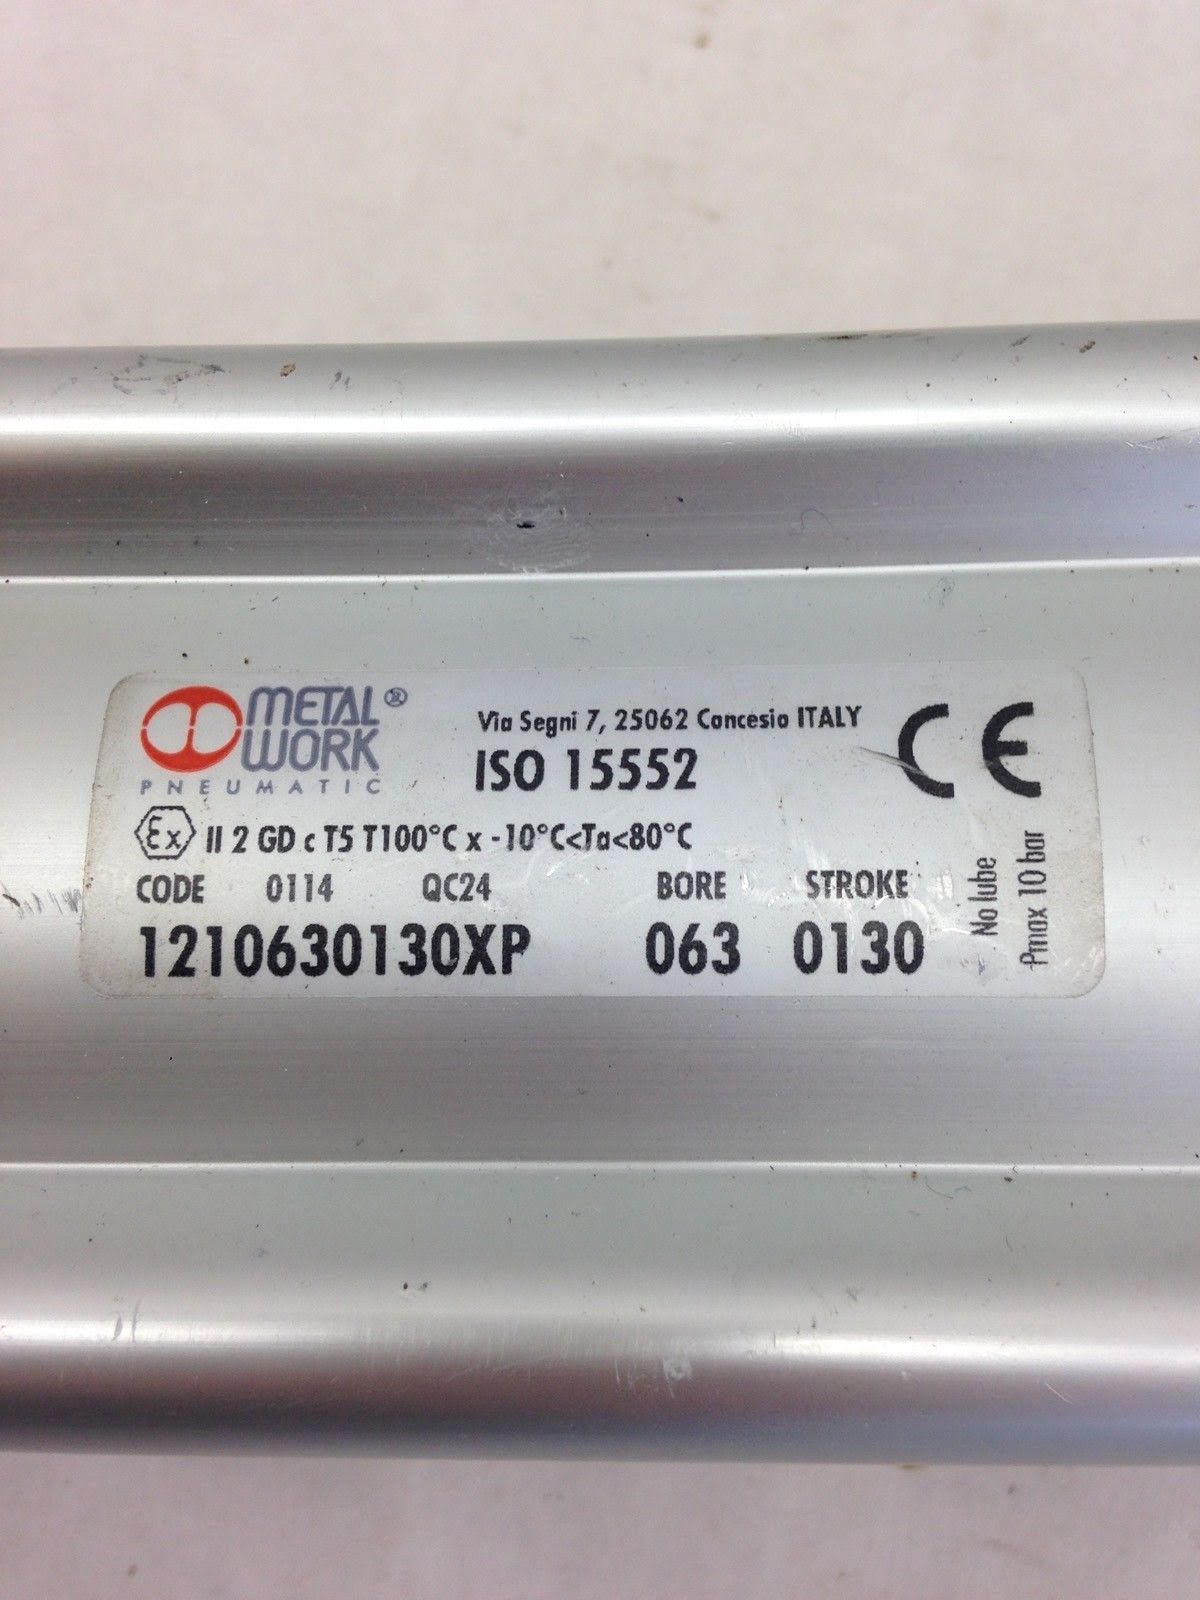 METAL® WORK
PNEUMATIC
Via Segni 7, 25062 Concesio ITALY
ISO 15552
CE
Ex II 2 GD c T5 T100°C x -10°C<Ta<80°C
CODE 0114 QC24 BORE STROKE
1210630130XP 063 0130
No lube
Pmax 10 bar